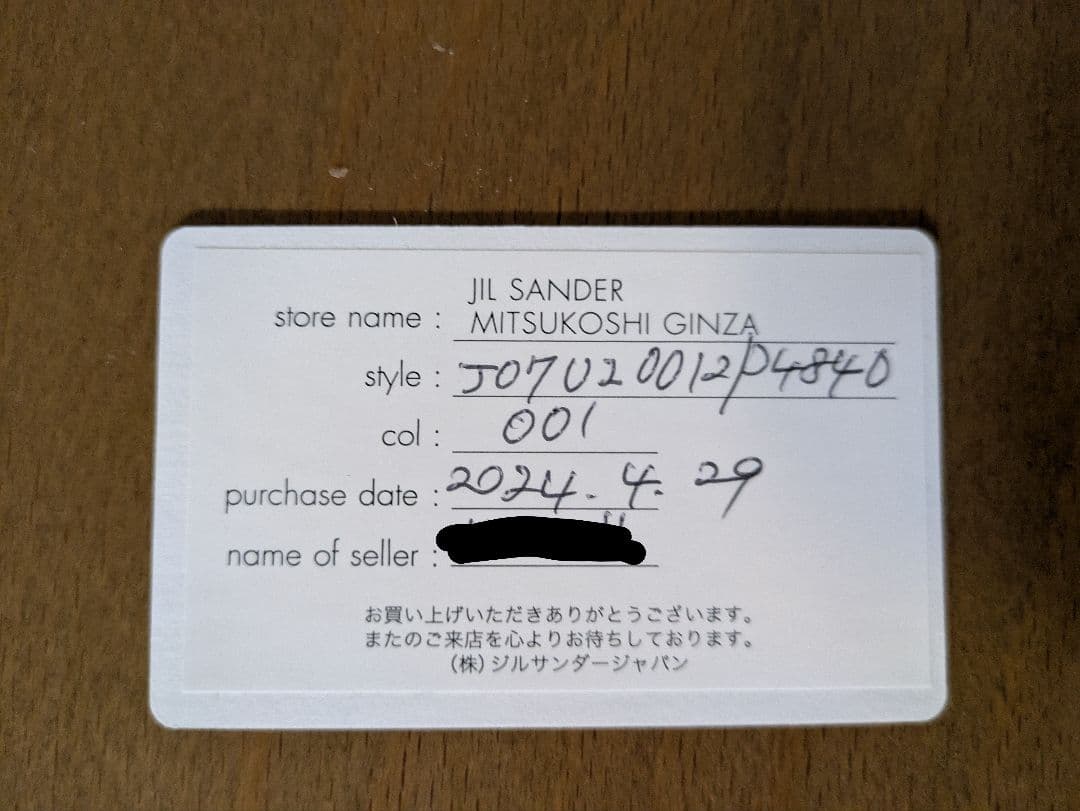 JIL SANDER
store name : MITSUKOSHI GINZA
style : J07U20012P4840
col : 001
purchase date : 2024.4.29
name of seller :
お買い上げいただきありがとうございます。
またのご来店を心よりお待ちしております。
(株)ジルサンダージャパン